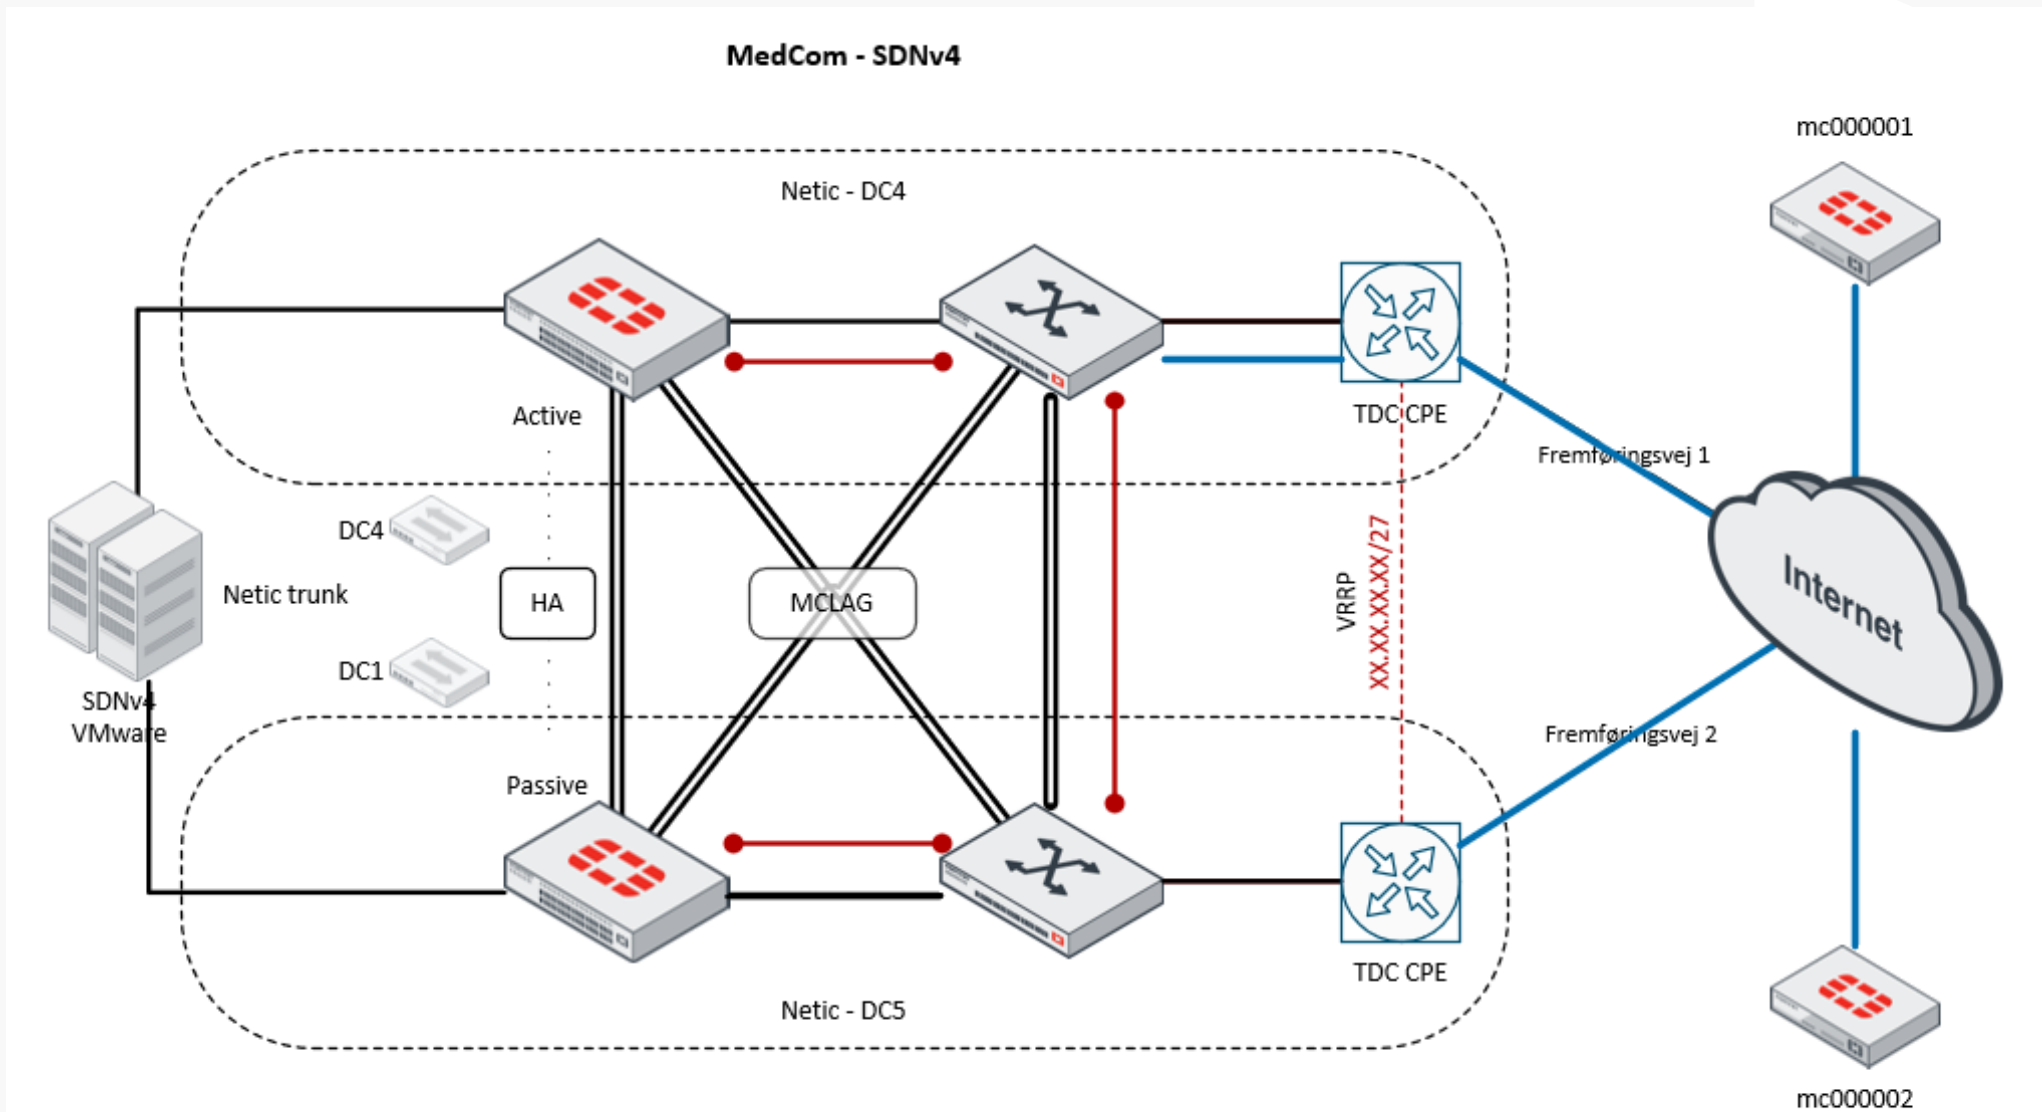 MedCom - SDNv4
mc000001
Netic - DC4
Active
TDC CPE
Fremføringsvej 1
DC4
HA
MCLAG
VRRP
XX.XX.XX.XX/27
Internet
Netic trunk
DC1
SDNv4
VMware
Fremføringsvej 2
Passive
TDC CPE
Netic - DC5
mc000002